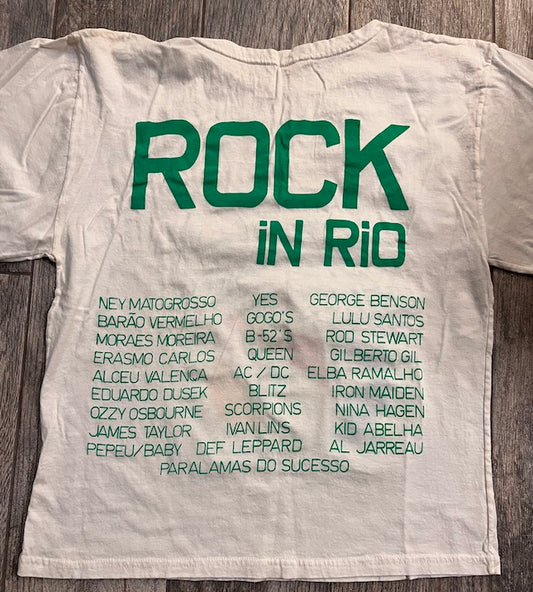 ROCK
iN RiO
NEY MATOGROSSO YES GEORGE BENSON
BARÃO VERMELHO GOGO'S LULU SANTOS
MORAES MOREIRA B-52'S ROD STEWART
ERASMO CARLOS QUEEN GILBERTO GIL
ALCEU VALENÇA AC/DC ELBA RAMALHO
EDUARDO DUSEK BLITZ IRON MAIDEN
OZZY OSBOURNE SCORPIONS NINA HAGEN
JAMES TAYLOR IVAN LINS KID ABELHA
PEPEU/BABY DEF LEPPARD AL JARREAU
PARALAMAS DO SUCESSO